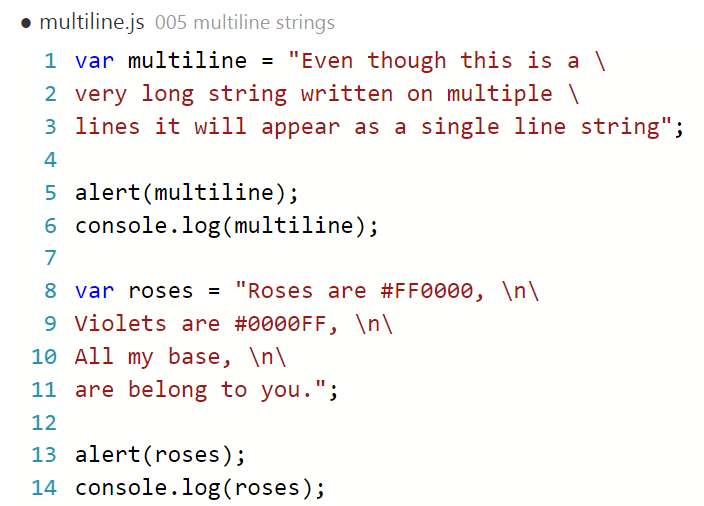 ● multiline.js 005 multiline strings
1 var multiline = "Even though this is a \
2 very long string written on multiple \
3 lines it will appear as a single line string";
4
5 alert(multiline);
6 console.log(multiline);
7
8 var roses = "Roses are #FF0000, \n\
9 Violets are #0000FF, \n\
10 All my base, \n\
11 are belong to you.";
12
13 alert(roses);
14 console.log(roses);